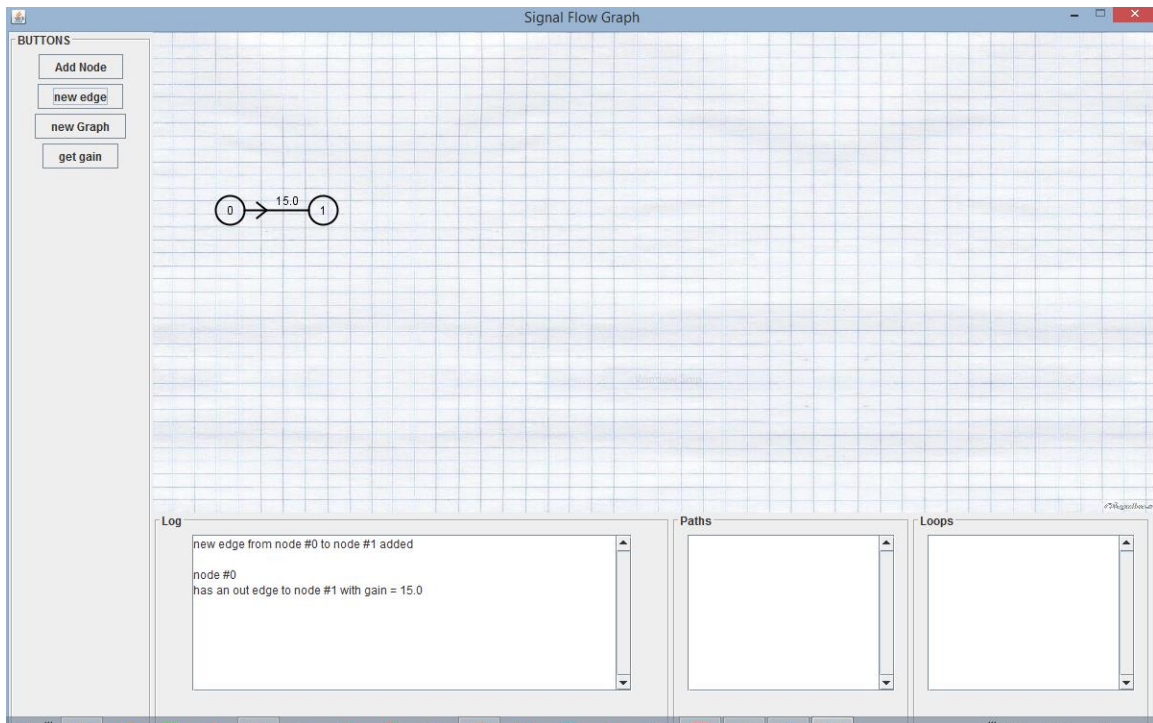 Signal Flow Graph
BUTTONS
Add Node
new edge
new Graph
get gain
15.0
0
1
Log
new edge from node #0 to node #1 added
node #0
has an out edge to node #1 with gain = 15.0
Paths
Loops